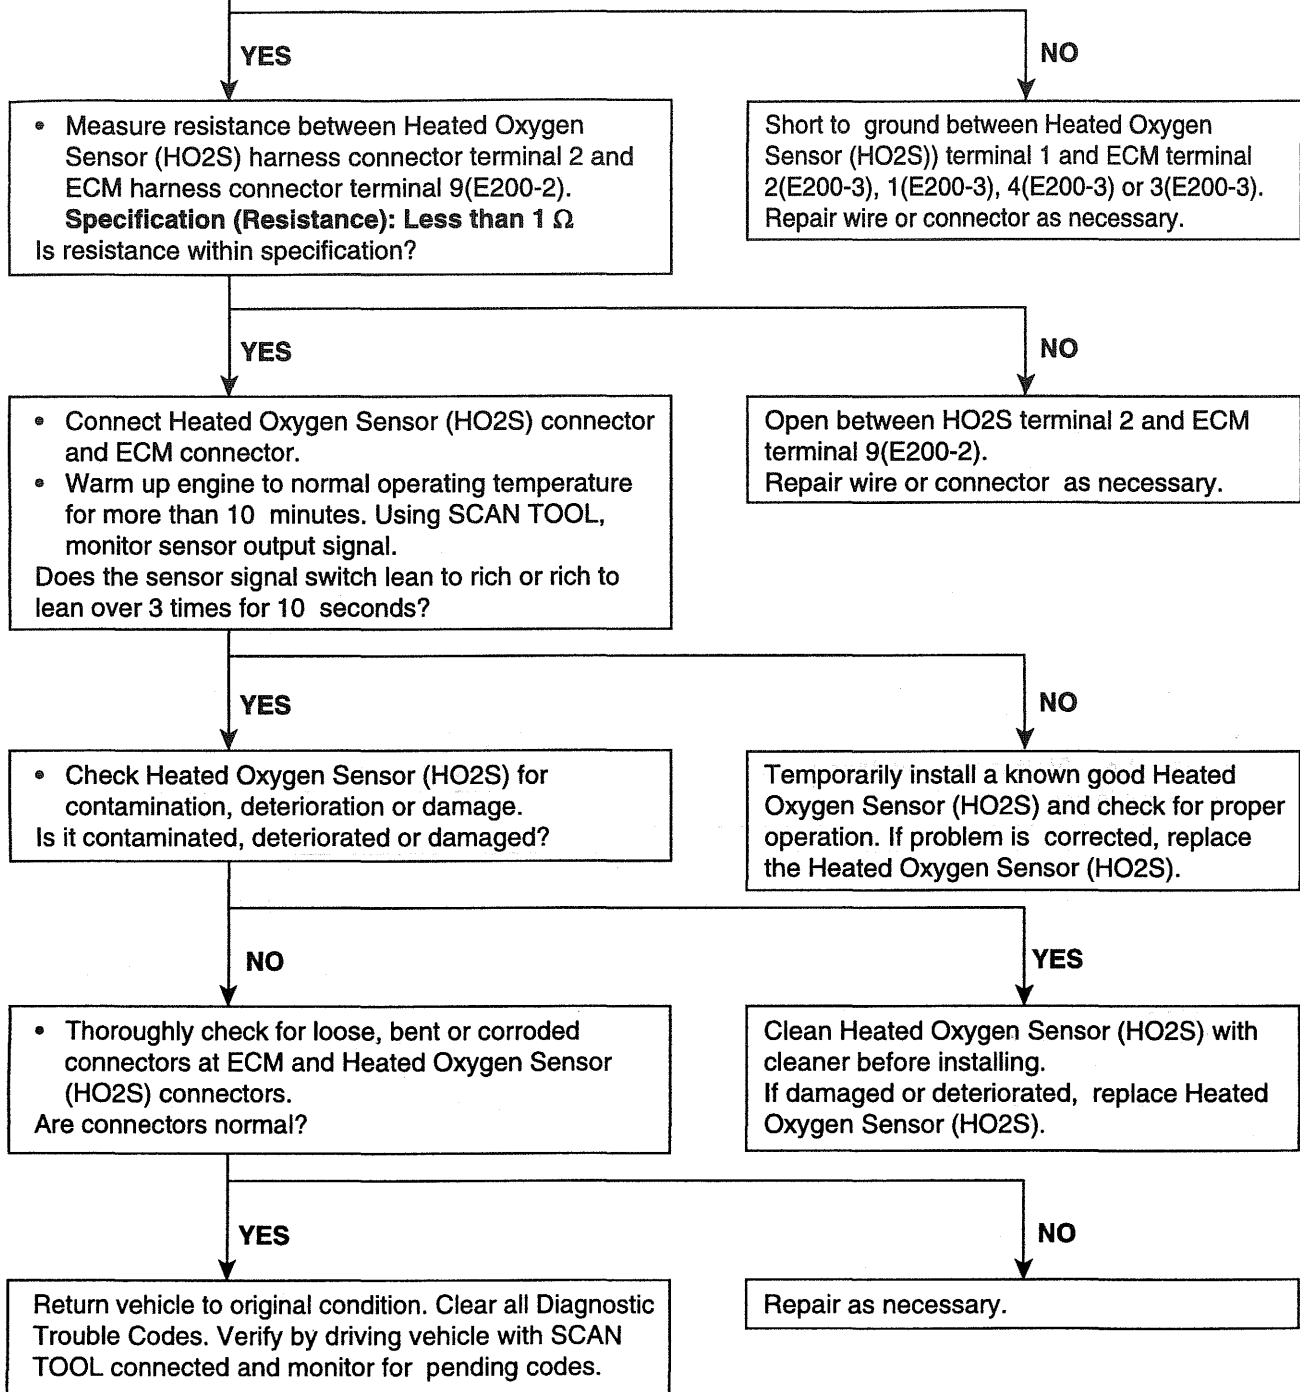 YES
NO
• Measure resistance between Heated Oxygen
Sensor (HO2S) harness connector terminal 2 and
ECM harness connector terminal 9(E200-2).
Specification (Resistance): Less than 1 Ω
Is resistance within specification?
Short to ground between Heated Oxygen
Sensor (HO2S)) terminal 1 and ECM terminal
2(E200-3), 1(E200-3), 4(E200-3) or 3(E200-3).
Repair wire or connector as necessary.
YES
NO
• Connect Heated Oxygen Sensor (HO2S) connector
and ECM connector.
• Warm up engine to normal operating temperature
for more than 10 minutes. Using SCAN TOOL,
monitor sensor output signal.
Does the sensor signal switch lean to rich or rich to
lean over 3 times for 10 seconds?
Open between HO2S terminal 2 and ECM
terminal 9(E200-2).
Repair wire or connector as necessary.
YES
NO
• Check Heated Oxygen Sensor (HO2S) for
contamination, deterioration or damage.
Is it contaminated, deteriorated or damaged?
Temporarily install a known good Heated
Oxygen Sensor (HO2S) and check for proper
operation. If problem is corrected, replace
the Heated Oxygen Sensor (HO2S).
NO
YES
• Thoroughly check for loose, bent or corroded
connectors at ECM and Heated Oxygen Sensor
(HO2S) connectors.
Are connectors normal?
Clean Heated Oxygen Sensor (HO2S) with
cleaner before installing.
If damaged or deteriorated, replace Heated
Oxygen Sensor (HO2S).
YES
NO
Return vehicle to original condition. Clear all Diagnostic
Trouble Codes. Verify by driving vehicle with SCAN
TOOL connected and monitor for pending codes.
Repair as necessary.